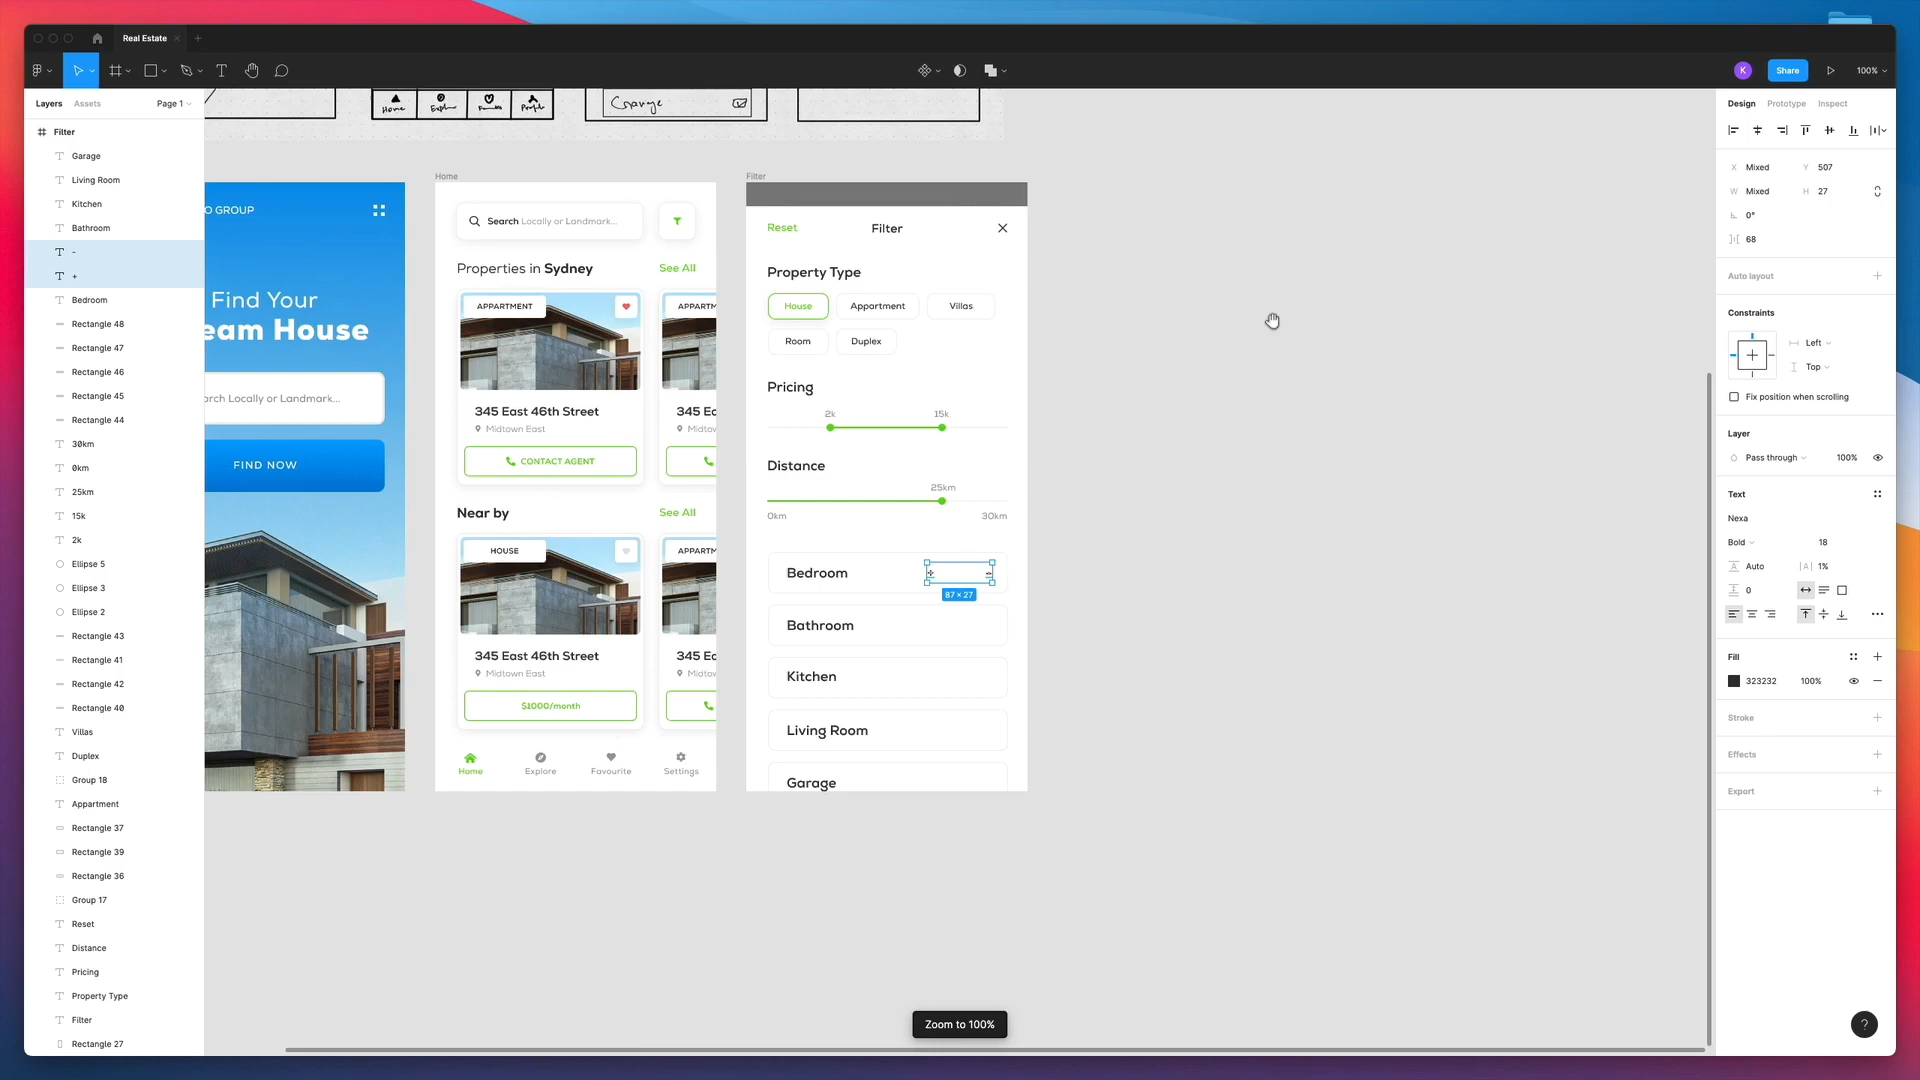 Real Estate
Share
100%
Layers
Assets
Page 1
Filter
Garage
Living Room
Kitchen
Bathroom
-
+
Bedroom
Rectangle 48
Rectangle 47
Rectangle 46
Rectangle 45
Rectangle 44
30km
0km
25km
15k
2k
Ellipse 5
Ellipse 3
Ellipse 2
Rectangle 43
Rectangle 41
Rectangle 42
Rectangle 40
Villas
Duplex
Group 18
Appartment
Rectangle 37
Rectangle 39
Rectangle 36
Group 17
Reset
Distance
Pricing
Property Type
Filter
Rectangle 27
Home
O GROUP
Find Your
eam House
rch Locally or Landmark...
FIND NOW
Home
Search Locally or Landmark...
Properties in Sydney
See All
APPARTMENT
APPARTM
345 East 46th Street
345 Ec
Midtown East
Midtow
CONTACT AGENT
Near by
See All
HOUSE
APPARTM
345 East 46th Street
345 Ec
Midtown East
Midtow
$1000/month
Home
Explore
Favourite
Settings
Filter
Reset
Filter
Property Type
House
Appartment
Villas
Room
Duplex
Pricing
2k
15k
Distance
25km
0km
30km
Bedroom
+
-
87 × 27
Bathroom
Kitchen
Living Room
Garage
Zoom to 100%
K
Design
Prototype
Inspect
X Mixed
Y 507
W Mixed
H 27
0°
68
Auto layout
Constraints
Left
Top
Fix position when scrolling
Layer
Pass through
100%
Text
Nexa
Bold
18
Auto
1%
0
Fill
323232
100%
Stroke
Effects
Export
?